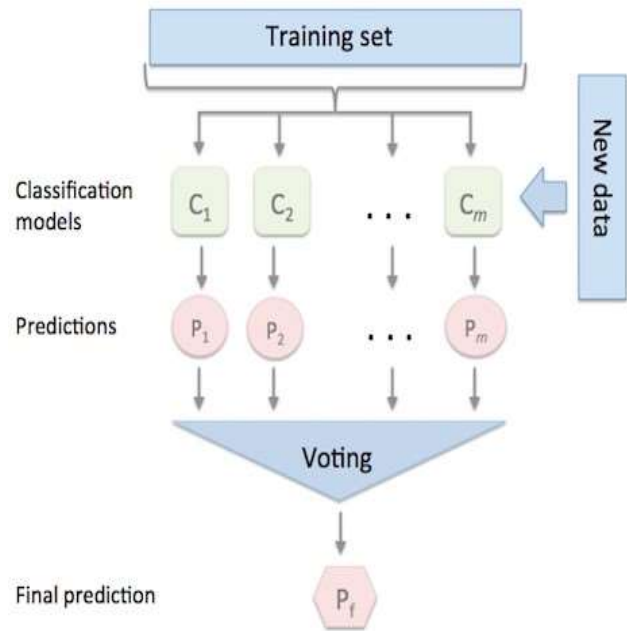 Training set
New data
Classification
models
C1 C2 . . . Cm
Predictions
P1 P2 . . . Pm
Voting
Final prediction
Pf